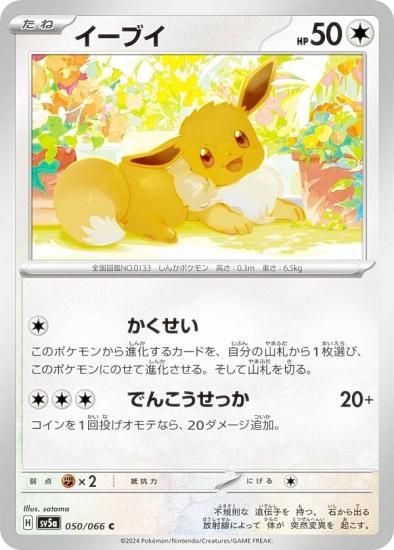 たね
イーブイ
HP 50
全国図鑑NO.0133 しんかポケモン 高さ:0.3m 重さ:6.5kg
かくせい
このポケモンから進化するカードを、自分の山札から1枚選び、
このポケモンにのせて進化させる。そして山札を切る。
でんこうせっか 20+
コインを1回投げオモテなら、20ダメージ追加。
弱点 ×2 抵抗力 にげる
Illus. satoma
H sv5a 050/066 C
不規則な 遺伝子を 持つ。 石から出る
放射線によって 体が 突然変異を 起こす。
©2024 Pokémon/Nintendo/Creatures/GAME FREAK.